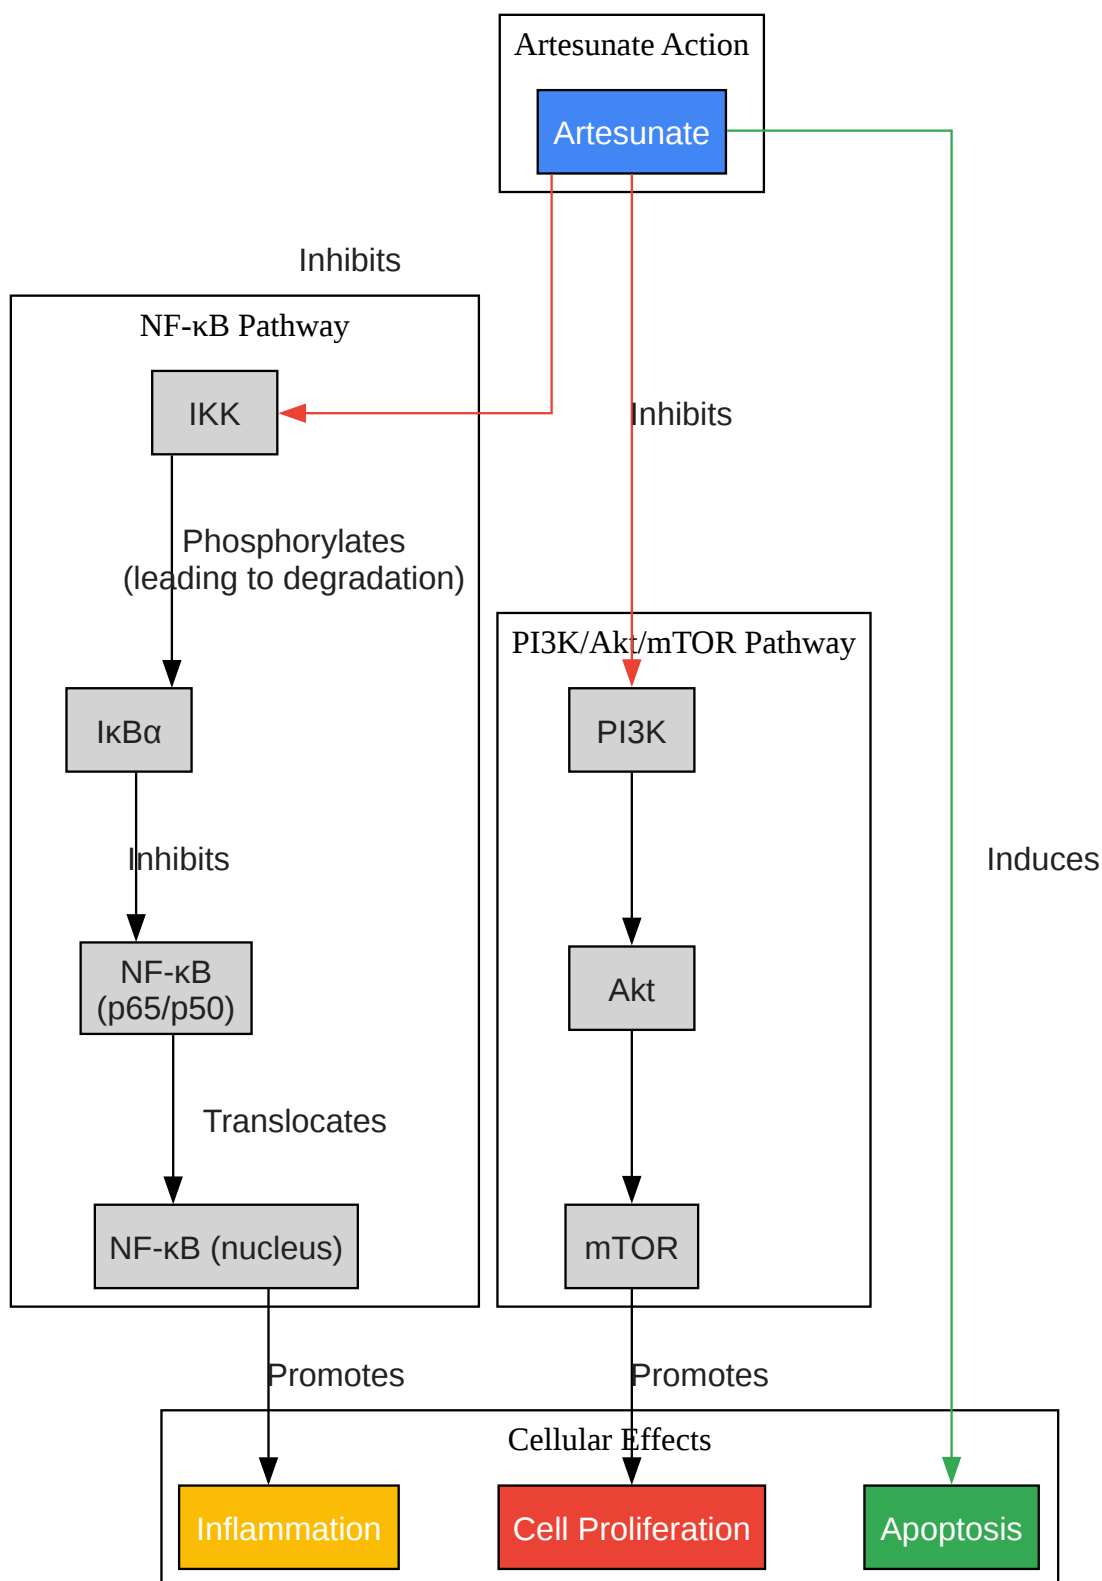 Artesunate Action
Artesunate
Inhibits
NF-κB Pathway
IKK
Inhibits
Phosphorylates
(leading to degradation)
PI3K/Akt/mTOR Pathway
IκBα
PI3K
Inhibits
Induces
NF-κB
(p65/p50)
Akt
Translocates
NF-κB (nucleus)
mTOR
Promotes
Promotes
Cellular Effects
Inflammation
Cell Proliferation
Apoptosis